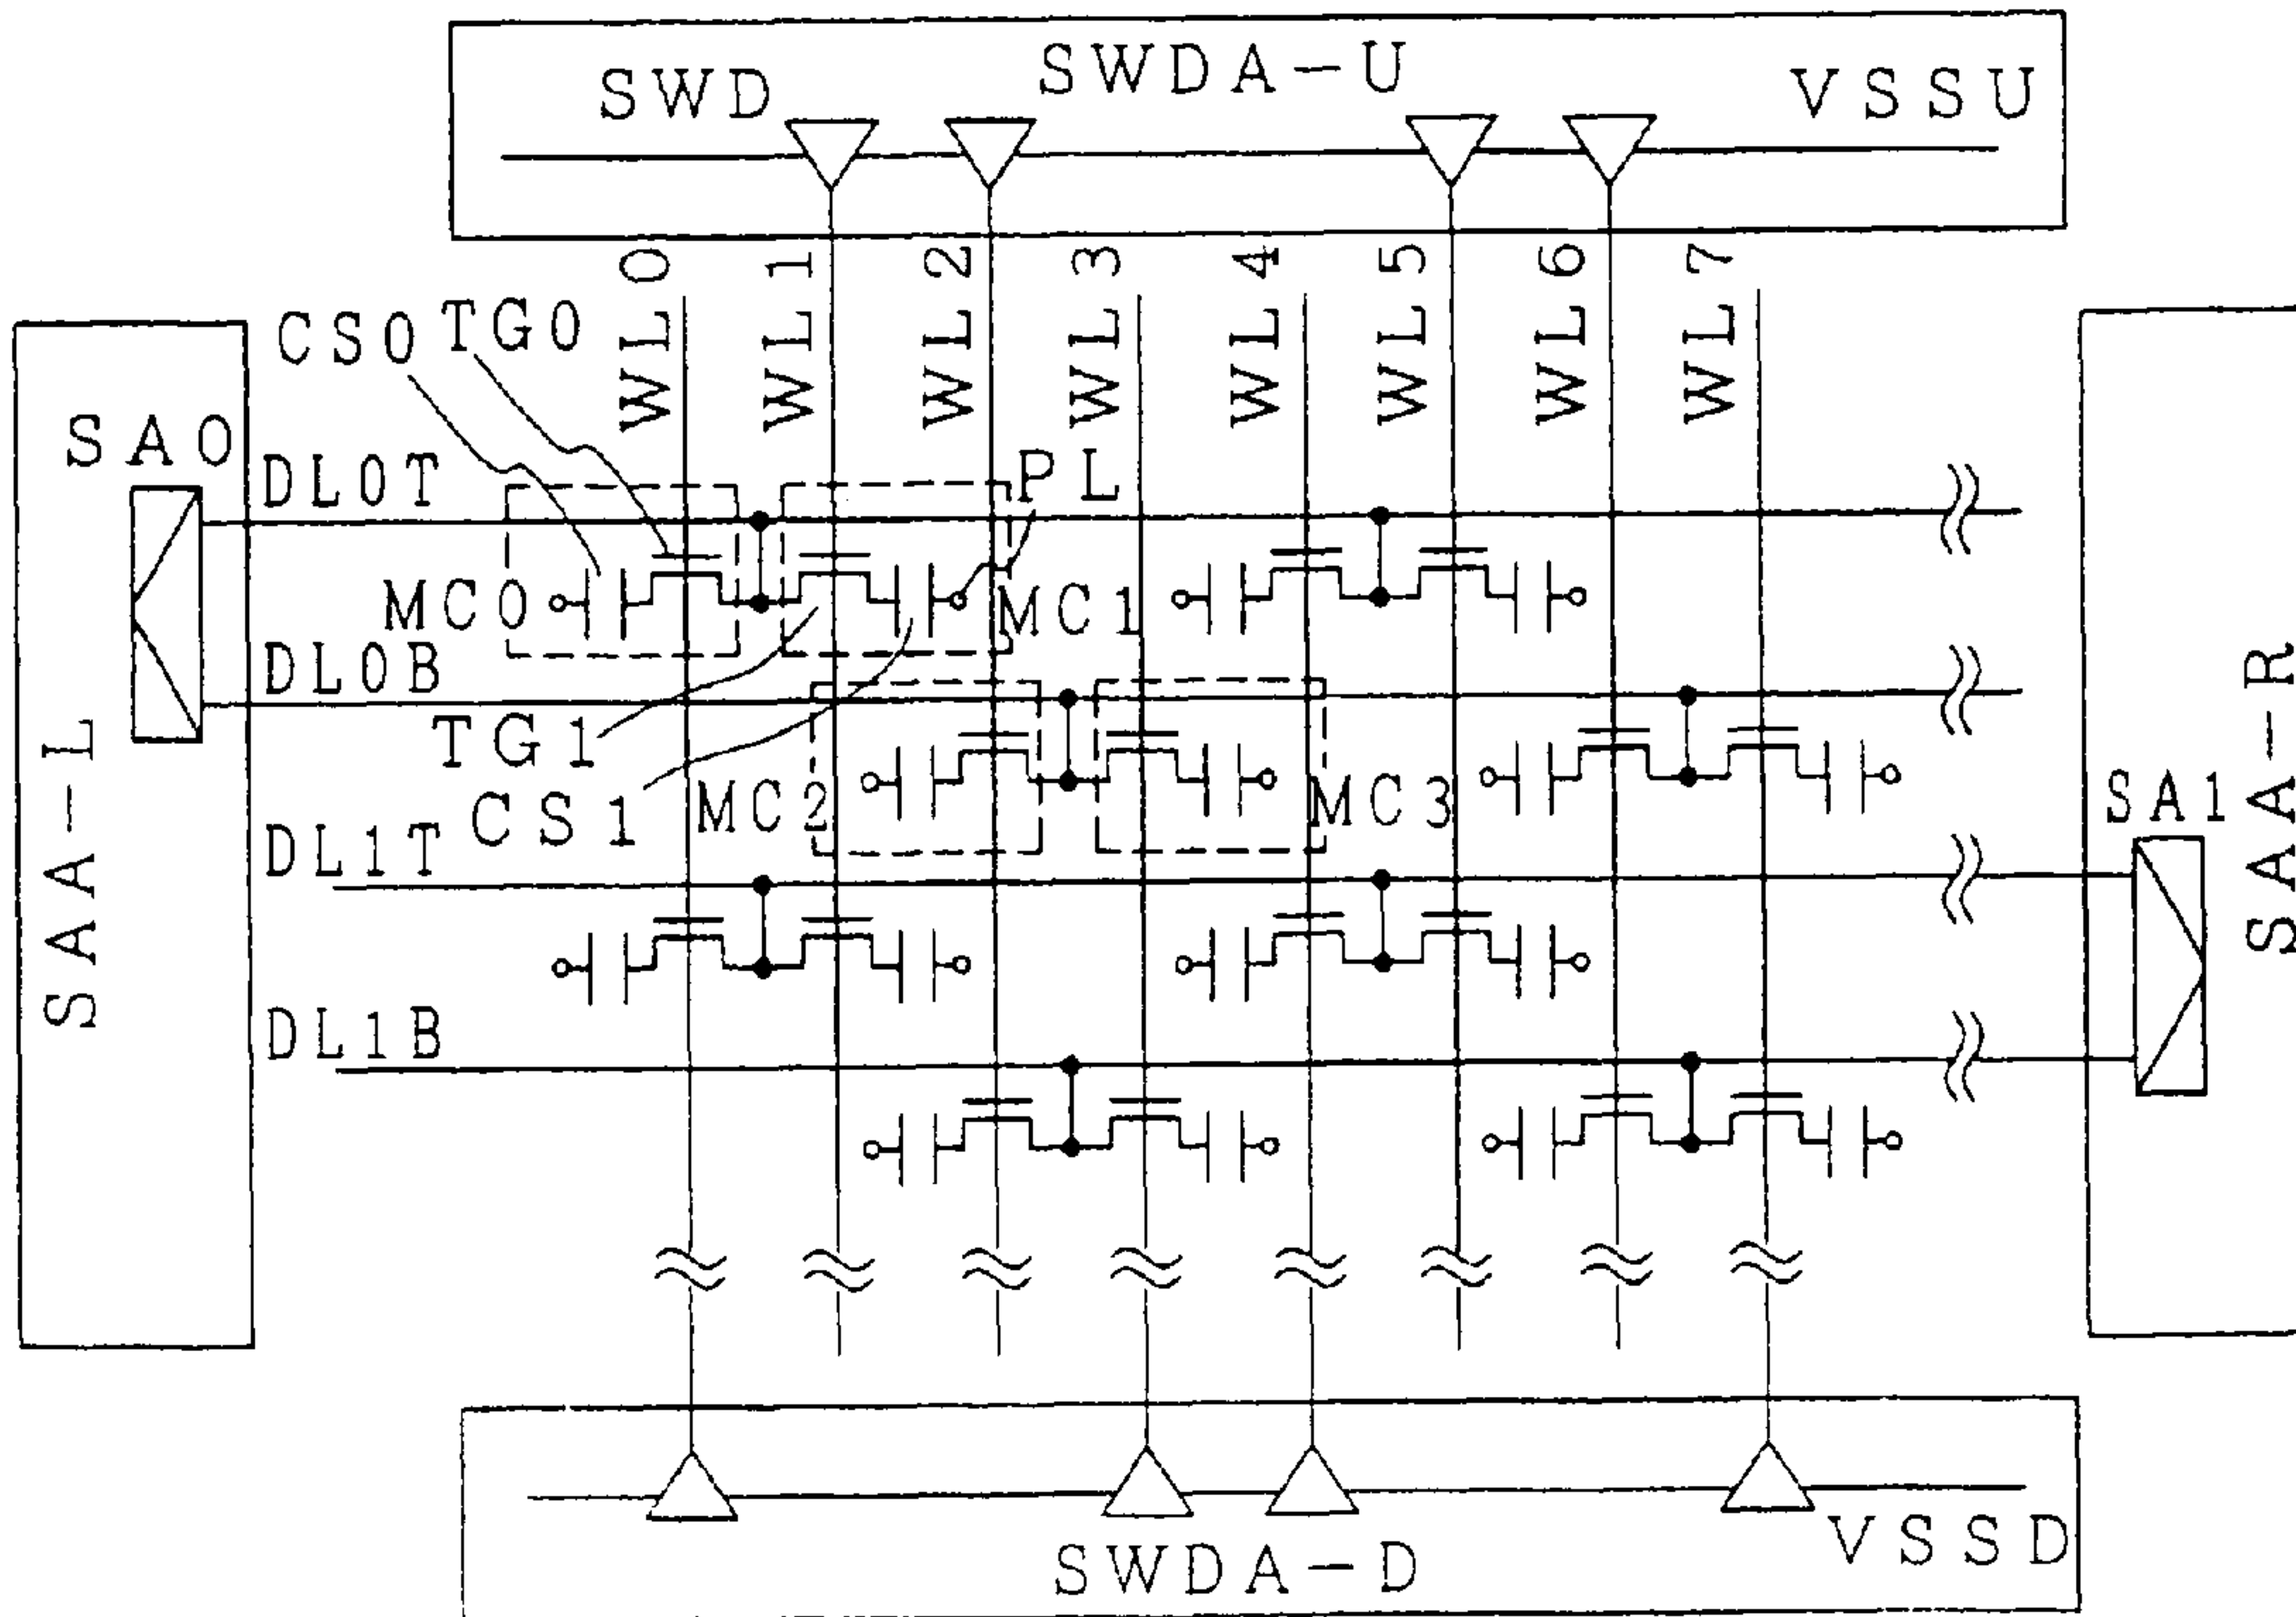 SWDA-U
SWD
VSSU
WL0
WL1
WL2
WL3
WL4
WL5
WL6
WL7
CS0
TG0
SA0
DL0T
PL
MC0
MC1
DL0B
TG1
CS1
MC2
MC3
SA1
SAA-L
SAA-R
DL1T
DL1B
VSSD
SWDA-D